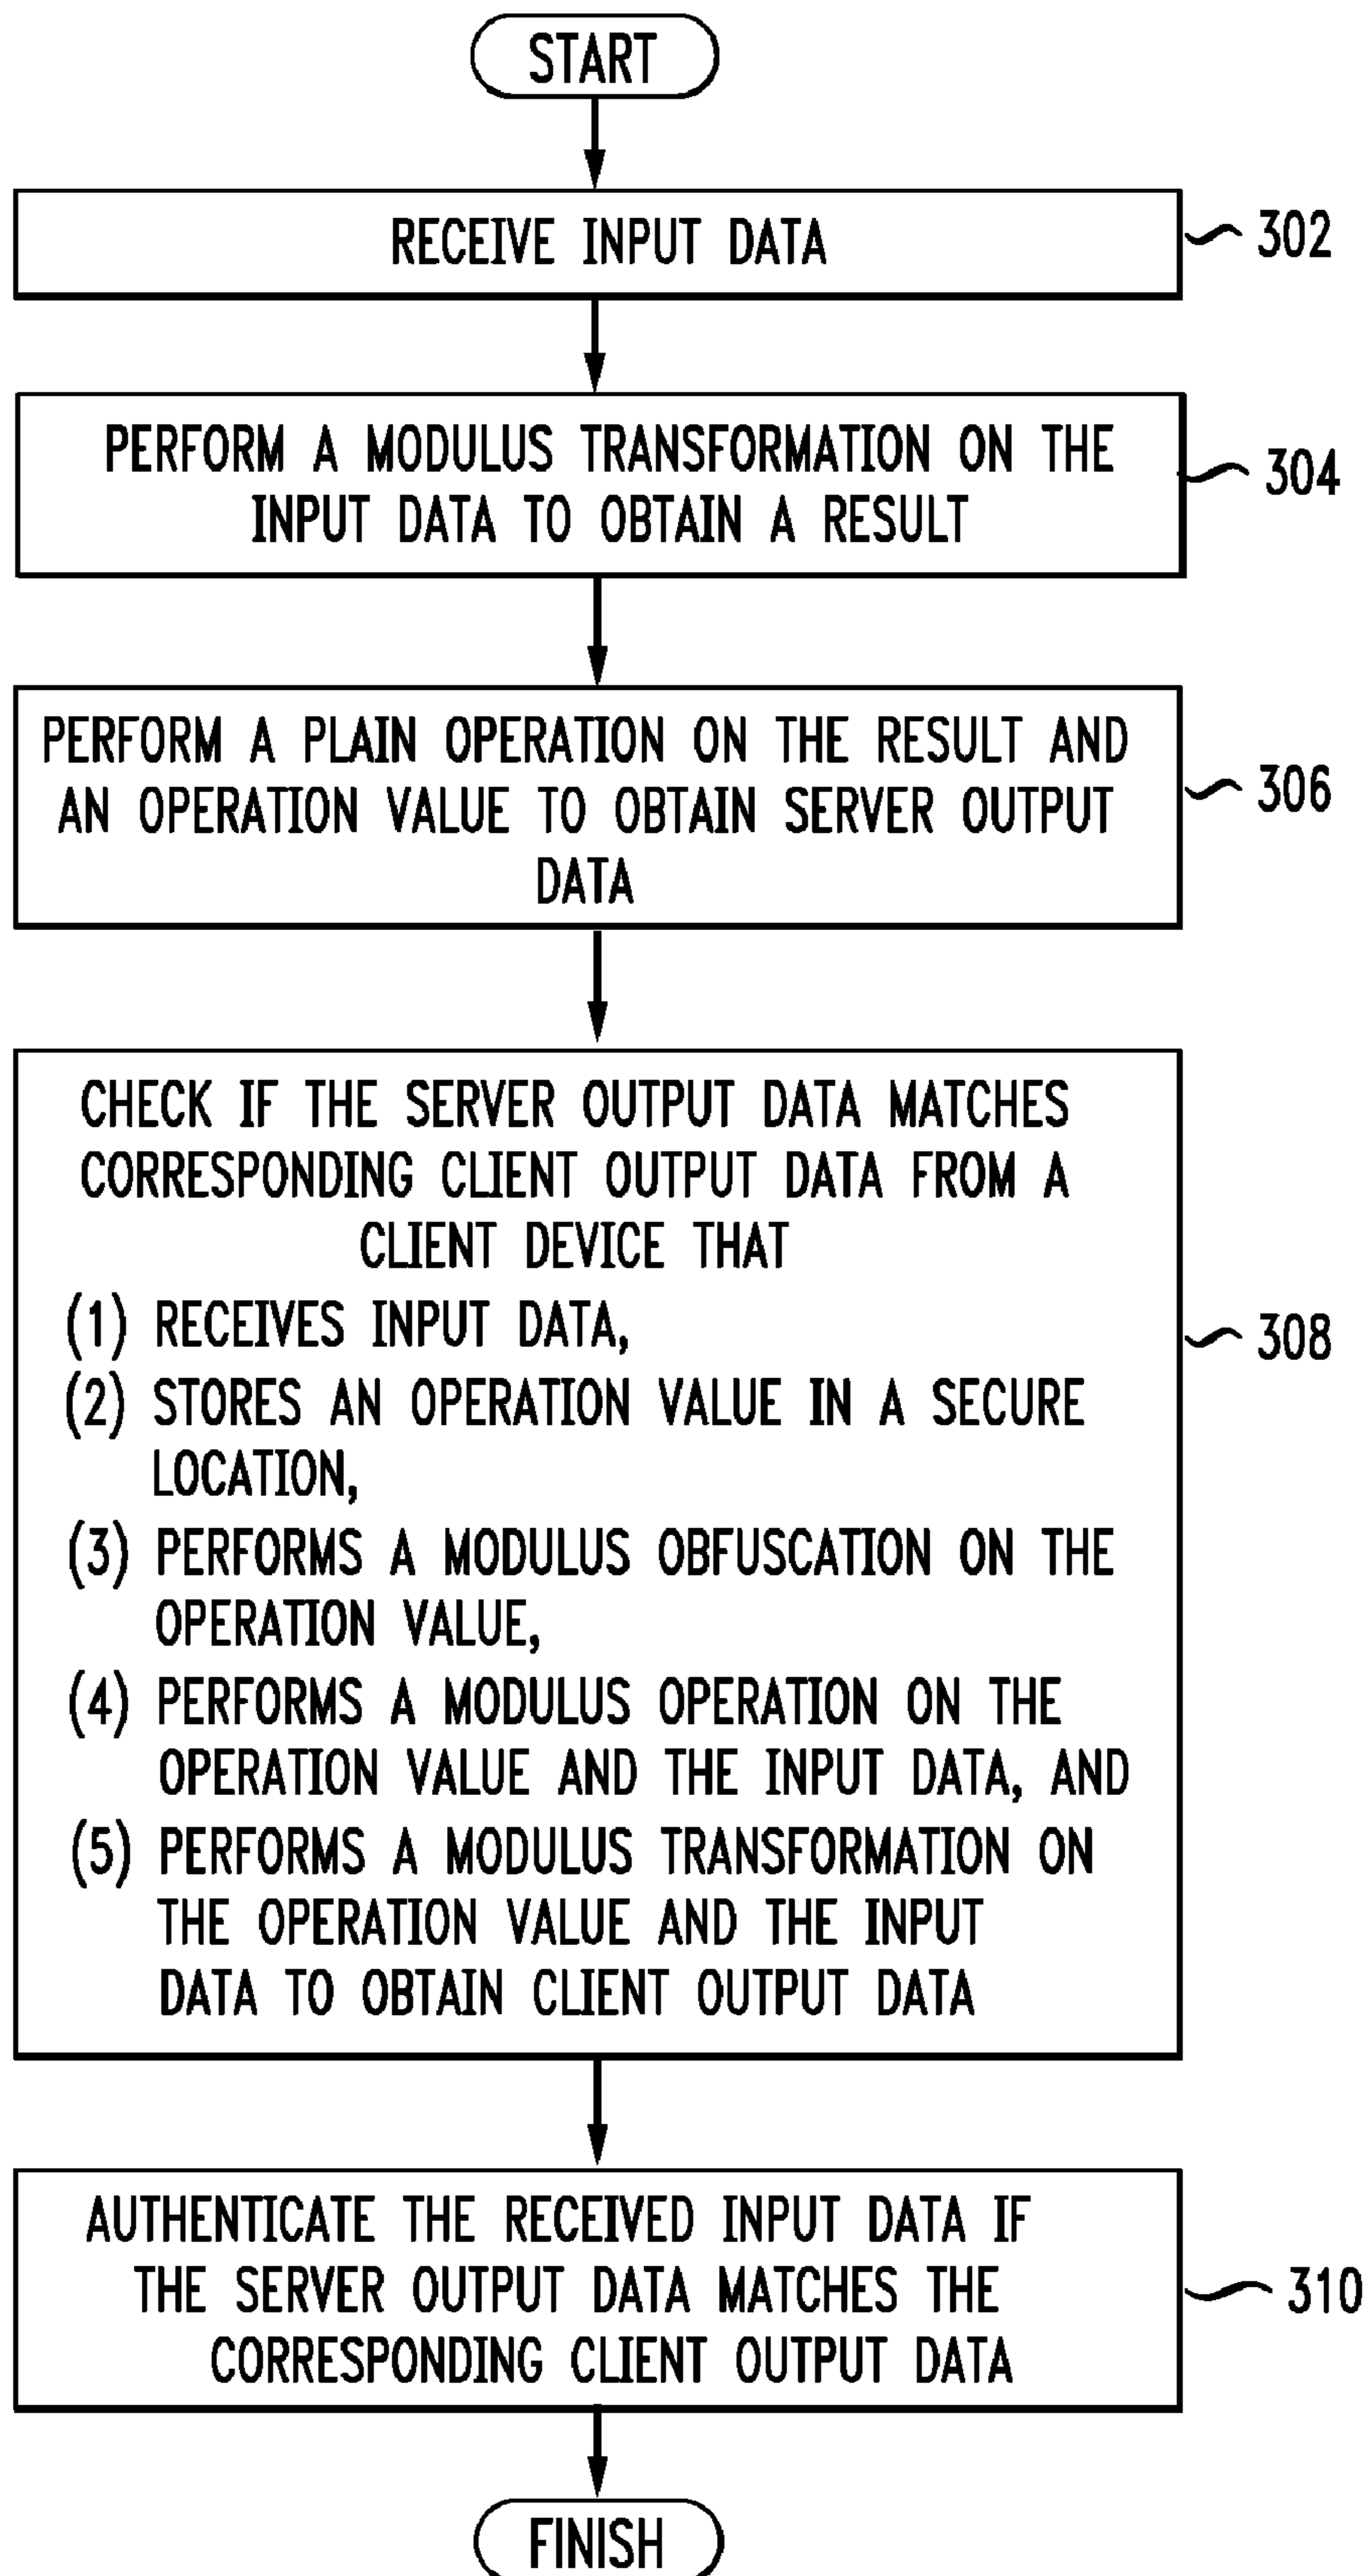 START
RECEIVE INPUT DATA
302
PERFORM A MODULUS TRANSFORMATION ON THE
INPUT DATA TO OBTAIN A RESULT
304
PERFORM A PLAIN OPERATION ON THE RESULT AND
AN OPERATION VALUE TO OBTAIN SERVER OUTPUT
DATA
306
CHECK IF THE SERVER OUTPUT DATA MATCHES
CORRESPONDING CLIENT OUTPUT DATA FROM A
CLIENT DEVICE THAT
(1) RECEIVES INPUT DATA,
(2) STORES AN OPERATION VALUE IN A SECURE
LOCATION,
(3) PERFORMS A MODULUS OBFUSCATION ON THE
OPERATION VALUE,
(4) PERFORMS A MODULUS OPERATION ON THE
OPERATION VALUE AND THE INPUT DATA, AND
(5) PERFORMS A MODULUS TRANSFORMATION ON
THE OPERATION VALUE AND THE INPUT
DATA TO OBTAIN CLIENT OUTPUT DATA
308
AUTHENTICATE THE RECEIVED INPUT DATA IF
THE SERVER OUTPUT DATA MATCHES THE
CORRESPONDING CLIENT OUTPUT DATA
310
FINISH